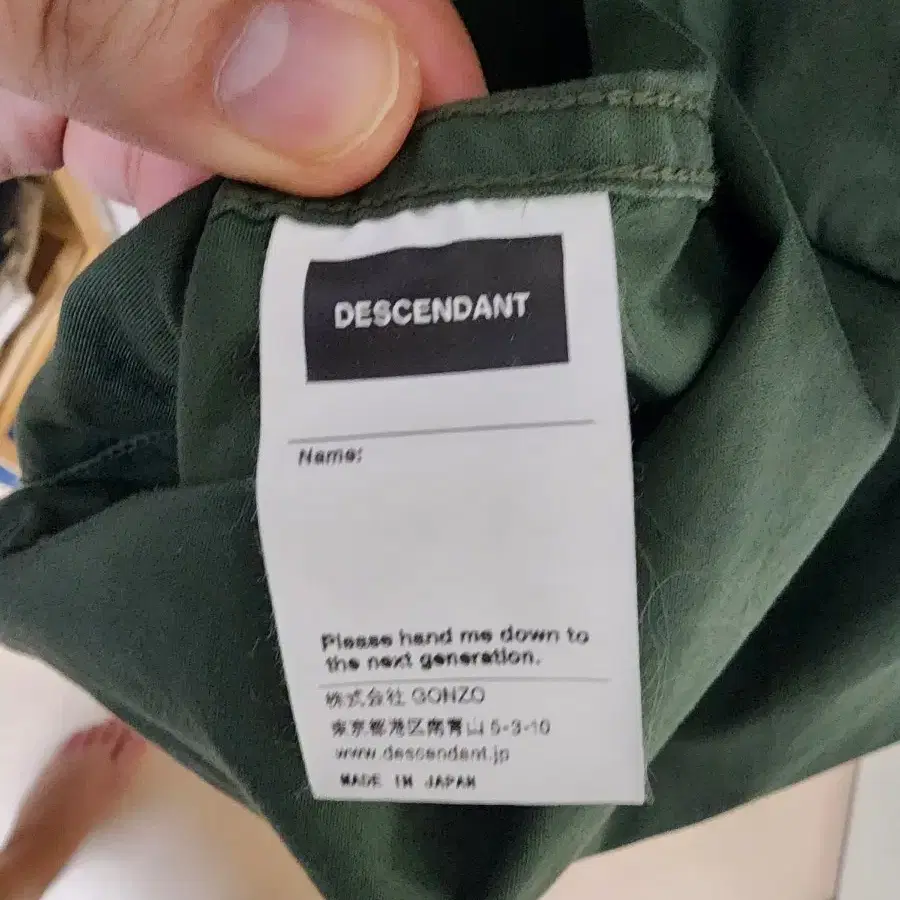 DESCENDANT
Name:
Please hand me down to
the next generation.
株式会社 GONZO
東京都港区南青山 5-3-10
www.descendant.jp
MADE IN JAPAN